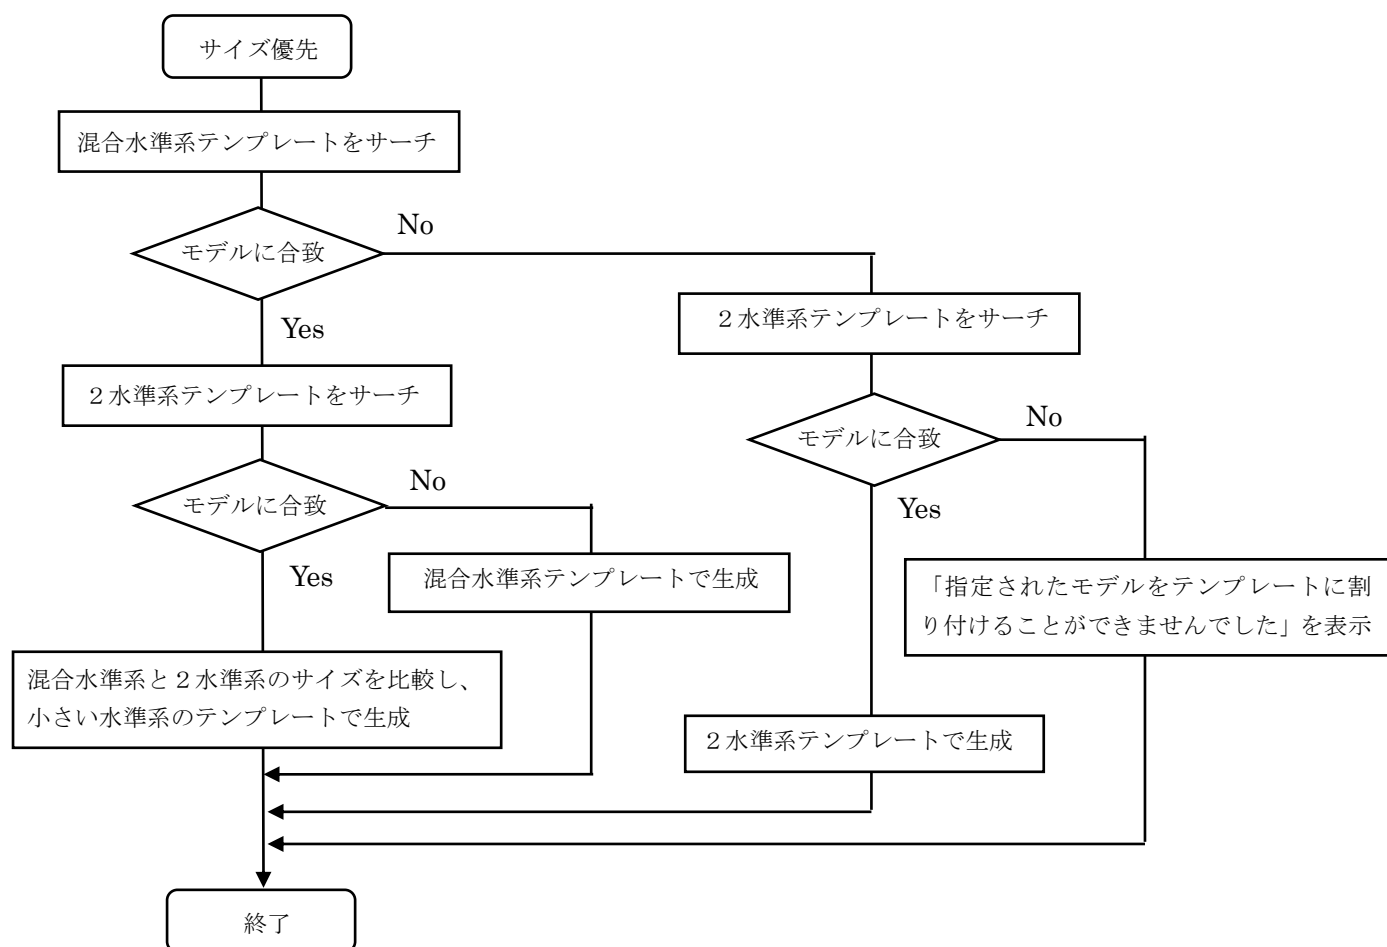 サイズ優先
混合水準系テンプレートをサーチ
モデルに合致
No
Yes
２水準系テンプレートをサーチ
モデルに合致
No
Yes
混合水準系テンプレートで生成
混合水準系と２水準系のサイズを比較し、
小さい水準系のテンプレートで生成
２水準系テンプレートをサーチ
モデルに合致
No
Yes
「指定されたモデルをテンプレートに割
り付けることができませんでした」を表示
２水準系テンプレートで生成
終了